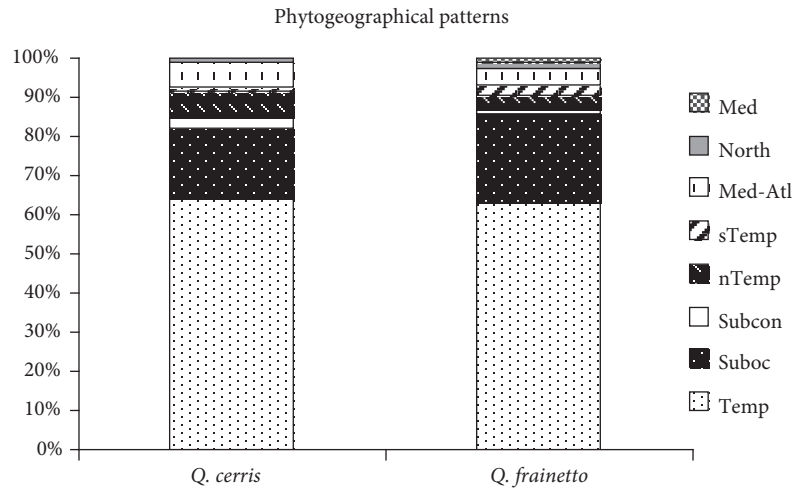 Phytogeographical patterns
100%
90%
80%
70%
60%
50%
40%
30%
20%
10%
0%
Q. cerris
Q. frainetto
Med
North
Med-Atl
sTemp
nTemp
Subcon
Suboc
Temp